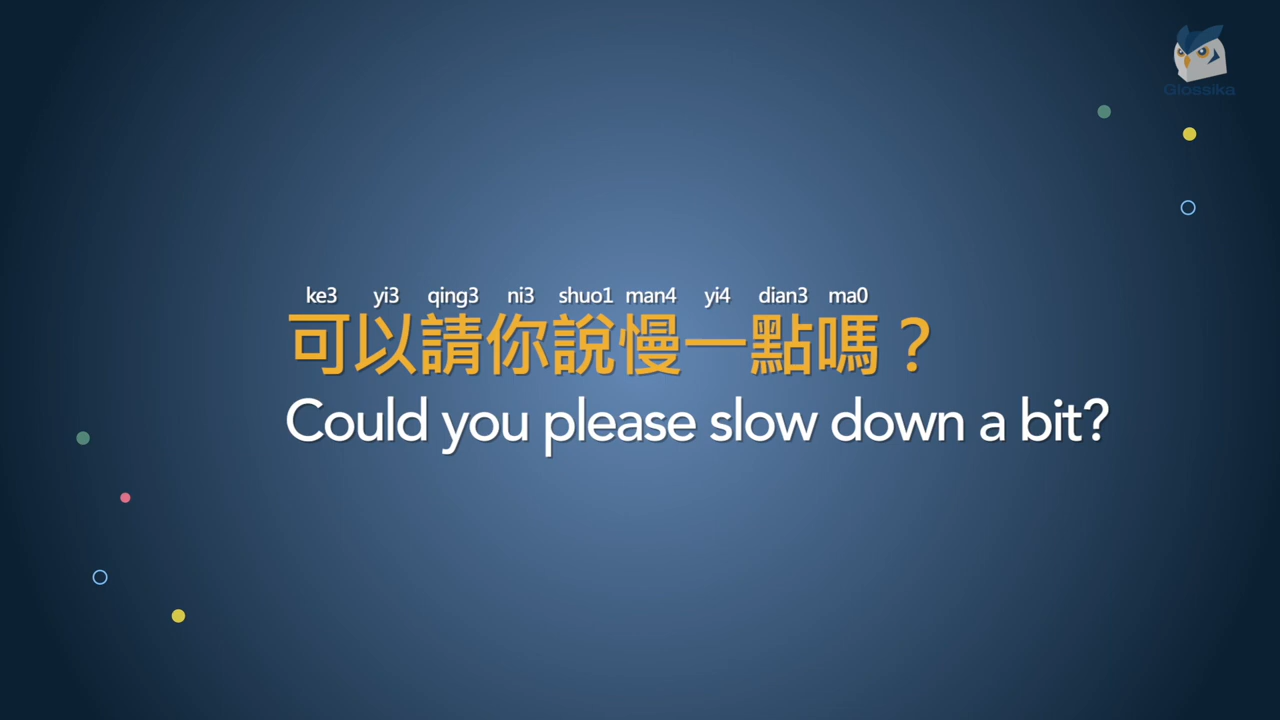 Glossika
ke3 yi3 qing3 ni3 shuo1 man4 yi4 dian3 ma0
可以請你說慢一點嗎？
Could you please slow down a bit?